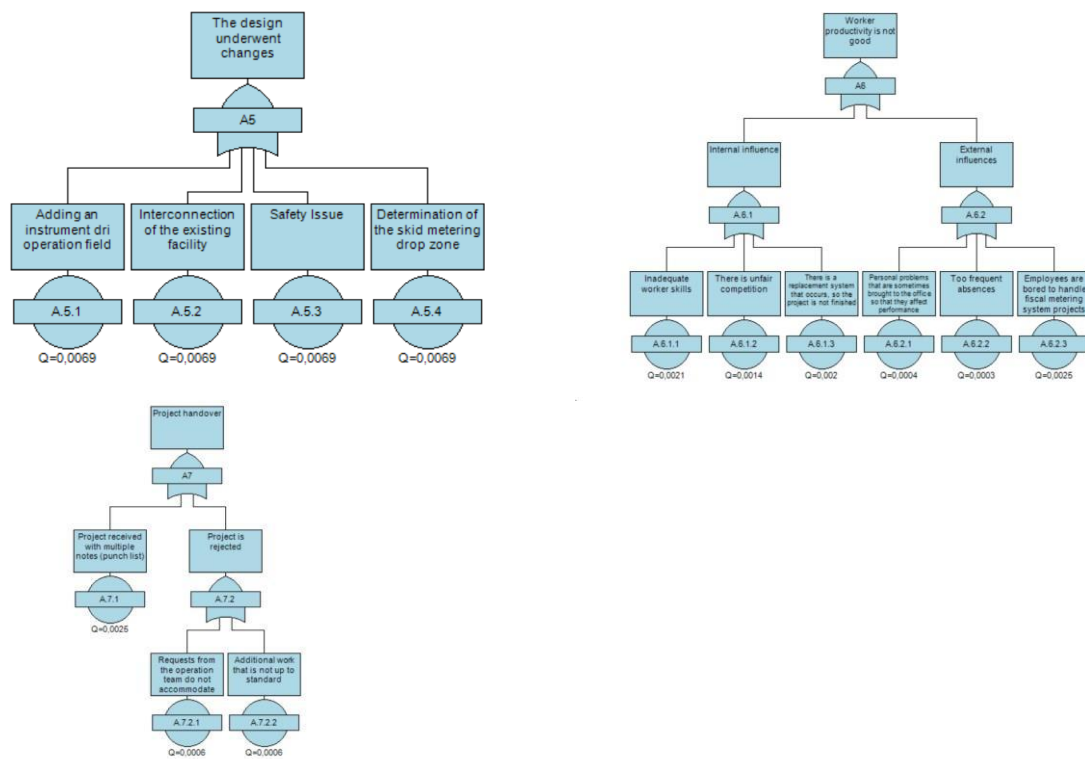 The design
underwent
changes
A5
Adding an
instrument dri
operation field
Interconnection
of the existing
facility
Safety Issue
Determination of
the skid metering
drop zone
A.5.1
A.5.2
A.5.3
A.5.4
Q=0,0069
Q=0,0069
Q=0,0069
Q=0,0069
Worker
productivity is not
good
A6
Internal influence
External
influences
A.6.1
A.6.2
Inadequate
worker skills
There is unfair
competition
There is a
replacement system
that occurs, so the
project is not finished
Personal problems
that are sometimes
brought to the office
so that they affect
performance
Too frequent
absences
Employees are
bored to handle
fiscal metering
system projects
A.6.1.1
A.6.1.2
A.6.1.3
A.6.2.1
A.6.2.2
A.6.2.3
Q=0,0021
Q=0,0014
Q=0,002
Q=0,0004
Q=0,0003
Q=0,0025
Project handover
A7
Project received
with multiple
notes (punch list)
Project is
rejected
A.7.1
A.7.2
Q=0,0025
Requests from
the operation
team do not
accommodate
Additional work
that is not up to
standard
A.7.2.1
A.7.2.2
Q=0,0006
Q=0,0006